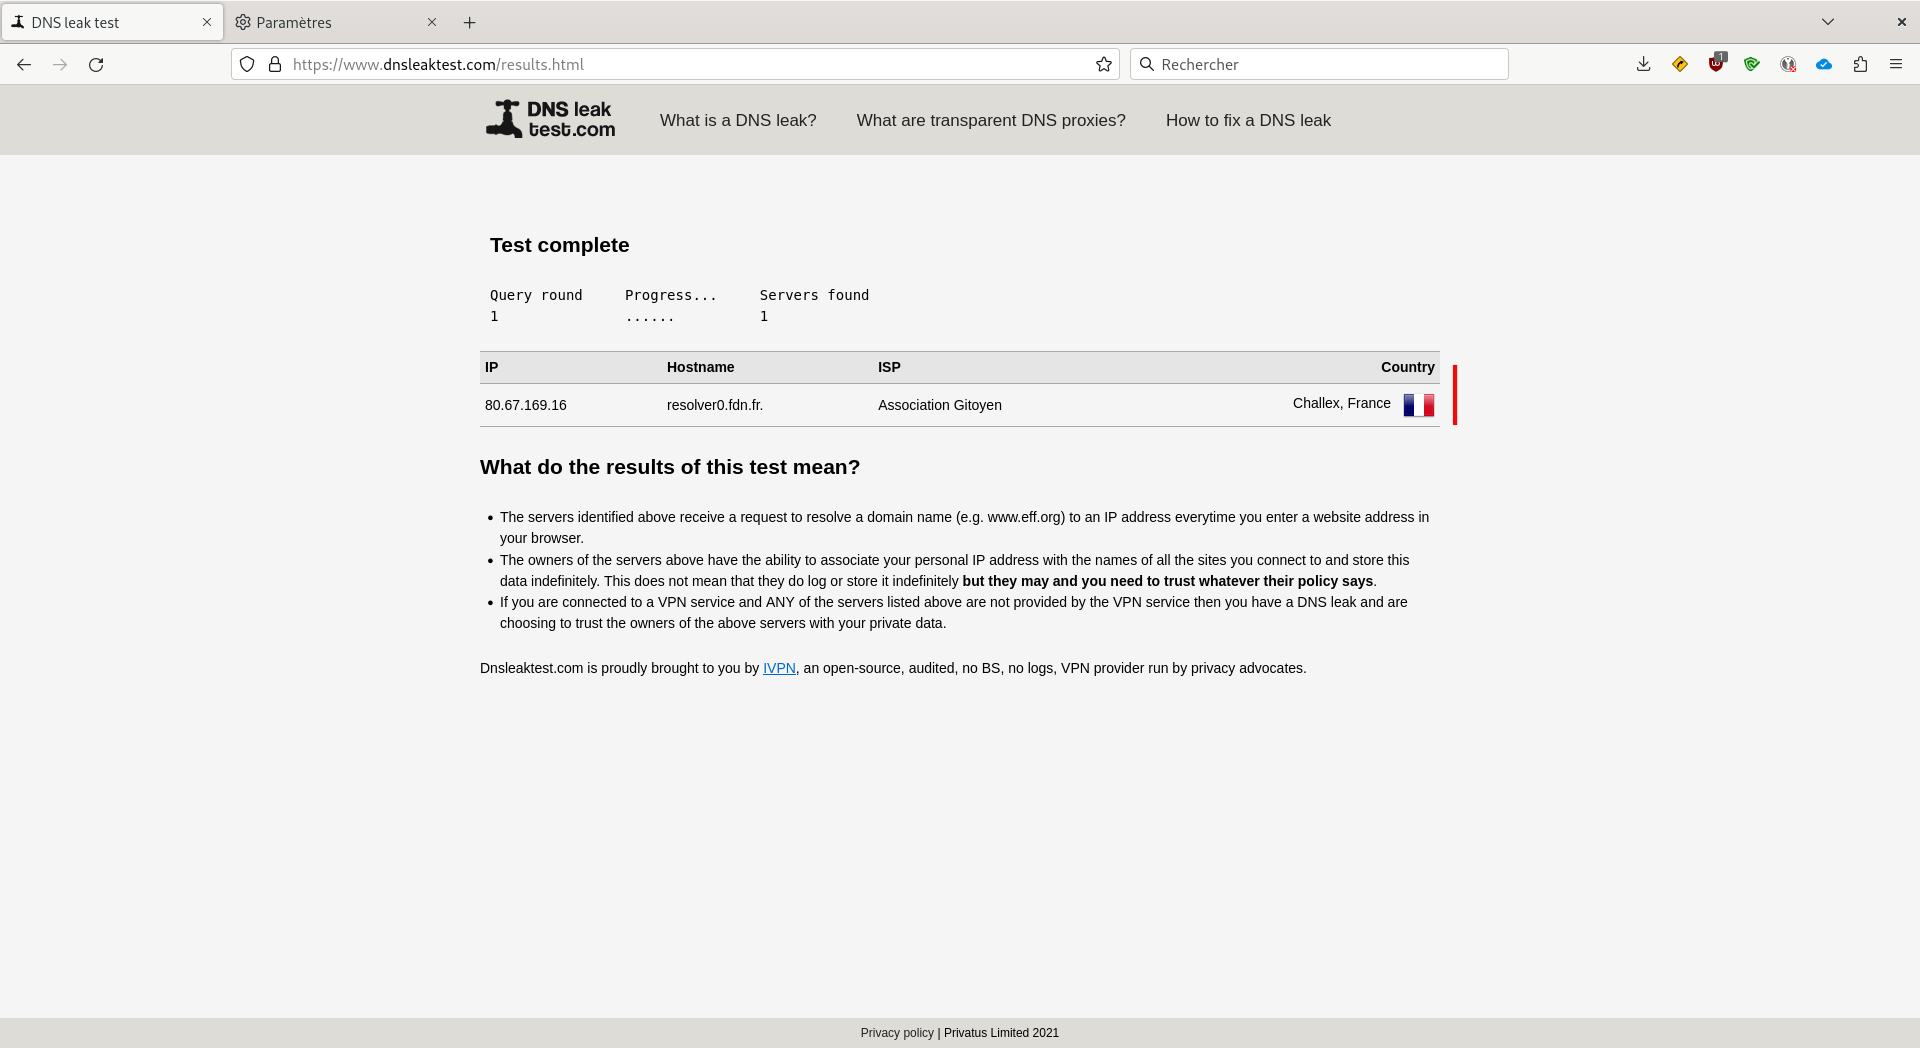 DNS leak test
Paramètres
https://www.dnsleaktest.com/results.html
Rechercher
1
DNS leak
test.com
What is a DNS leak?
What are transparent DNS proxies?
How to fix a DNS leak
Test complete
Query round Progress... Servers found
1 ...... 1
IP Hostname ISP Country
80.67.169.16 resolver0.fdn.fr. Association Gitoyen Challex, France
What do the results of this test mean?
• The servers identified above receive a request to resolve a domain name (e.g. www.eff.org) to an IP address everytime you enter a website address in
your browser.
• The owners of the servers above have the ability to associate your personal IP address with the names of all the sites you connect to and store this
data indefinitely. This does not mean that they do log or store it indefinitely but they may and you need to trust whatever their policy says.
• If you are connected to a VPN service and ANY of the servers listed above are not provided by the VPN service then you have a DNS leak and are
choosing to trust the owners of the above servers with your private data.
Dnsleaktest.com is proudly brought to you by IVPN, an open-source, audited, no BS, no logs, VPN provider run by privacy advocates.
Privacy policy | Privatus Limited 2021